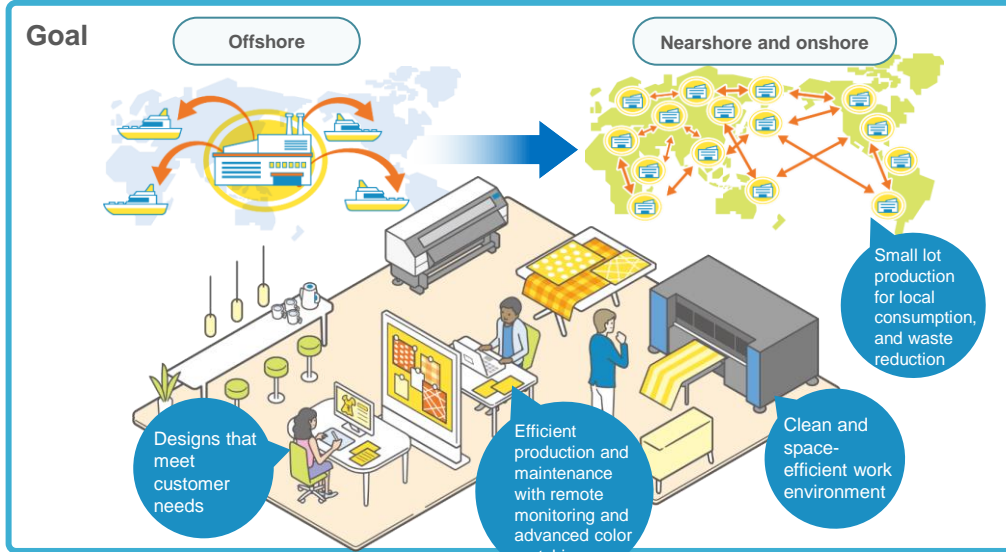 Goal
Offshore
Nearshore and onshore
Small lot
production
for local
consumption,
and waste
reduction
Designs that
meet
customer
needs
Efficient
production and
maintenance
with remote
monitoring and
advanced color
Clean and
space-
efficient work
environment